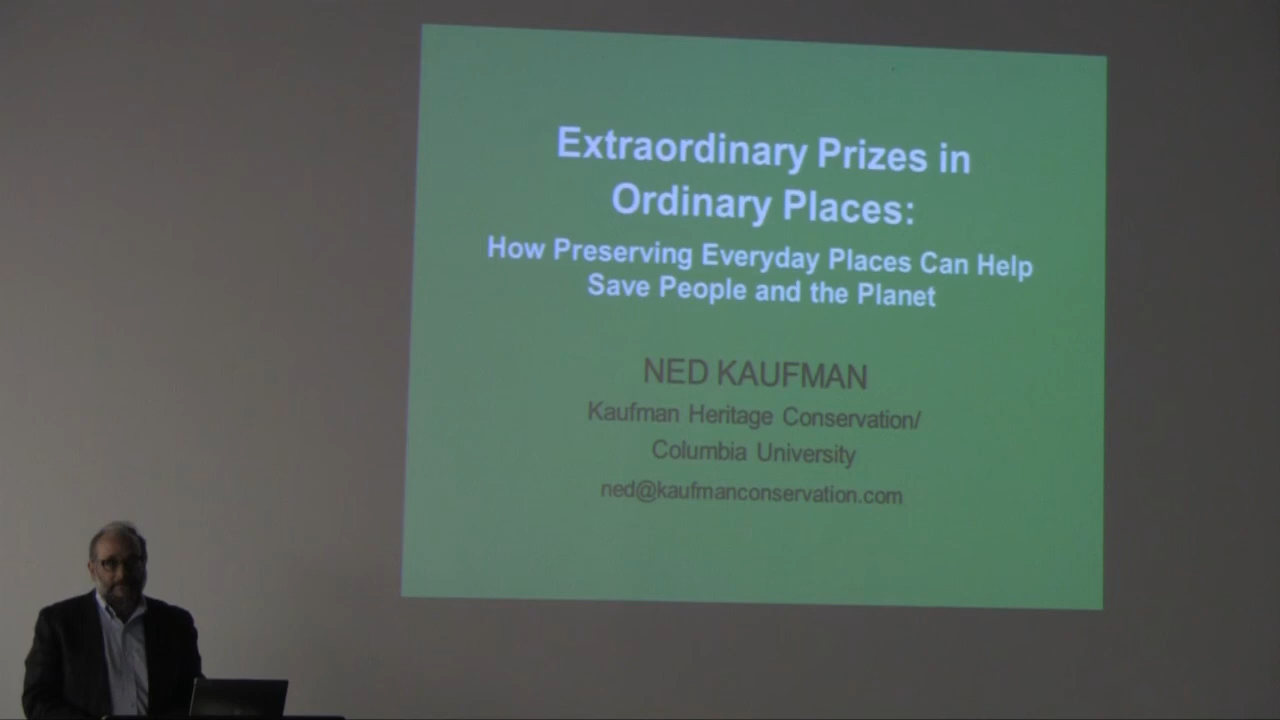 Extraordinary Prizes in
Ordinary Places:
How Preserving Everyday Places Can Help
Save People and the Planet
NED KAUFMAN
Kaufman Heritage Conservation/
Columbia University
ned@kaufmanconservation.com